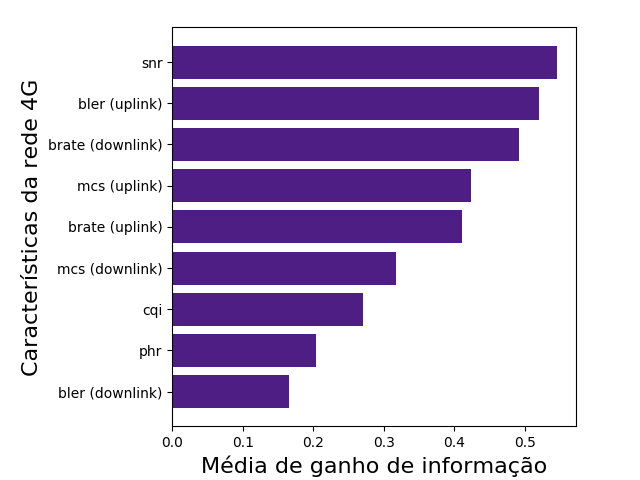 Características da rede 4G
snr
bler (uplink)
brate (downlink)
mcs (uplink)
brate (uplink)
mcs (downlink)
cqi
phr
bler (downlink)
0.0 0.1 0.2 0.3 0.4 0.5
Média de ganho de informação